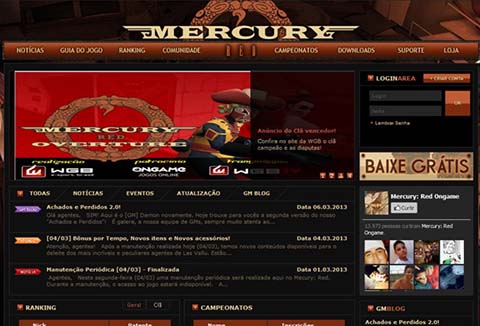 MERCURY
RED
NOTÍCIAS GUIA DO JOGO RANKING COMUNIDADE CAMPEONATOS DOWNLOADS SUPORTE LOJA
MERCURY
RED
OVERTURE
realização patrocínio
WGB ONGAME
JOGOS ONLINE
Anúncio do Clã vencedor!
Confira no site da WGB o clã
campeão e as disputas!
LOGINAREA + CRIAR CONTA
Login
Senha
OK
+ Lembrar Senha
BAIXE GRÁTIS
Mercury: Red Ongame
Curtir
pessoas curtiram Mercury: Red
Ongame.
TODAS NOTÍCIAS EVENTOS ATUALIZAÇÃO GM BLOG
Achados e Perdidos 2.0! Data 06.03.2013
Olá agentes, SIM! Aqui é o [GM] Demon novamente. Hoje trouxe para vocês a segunda versão do nosso
"Achados e Perdidos"! É galera, a nossa equipe de GMs, sempre muito atenta ao...
[04/03] Bônus por Tempo, Novos itens e Novos acessórios! Data 04.03.2013
Atenção, agentes! Após a manutenção realizada hoje (04/03), temos novos conteúdos disponíveis para o
deleite dos mais incríveis e peculiares agentes de Las Vallu. Estão...
Manutenção Periódica [04/03] - Finalizada Data 01.03.2013
Agentes, Nesta segunda-feira (04/03) uma manutenção periódica será realizada aqui no Mercury: Red.
Durante a manutenção, o acesso ao jogo estará indisponível. A...
RANKING Geral Clã
Nick Patente
CAMPEONATOS
Nome Inscrições
GMBLOG
Achados e Perdidos 2.0!